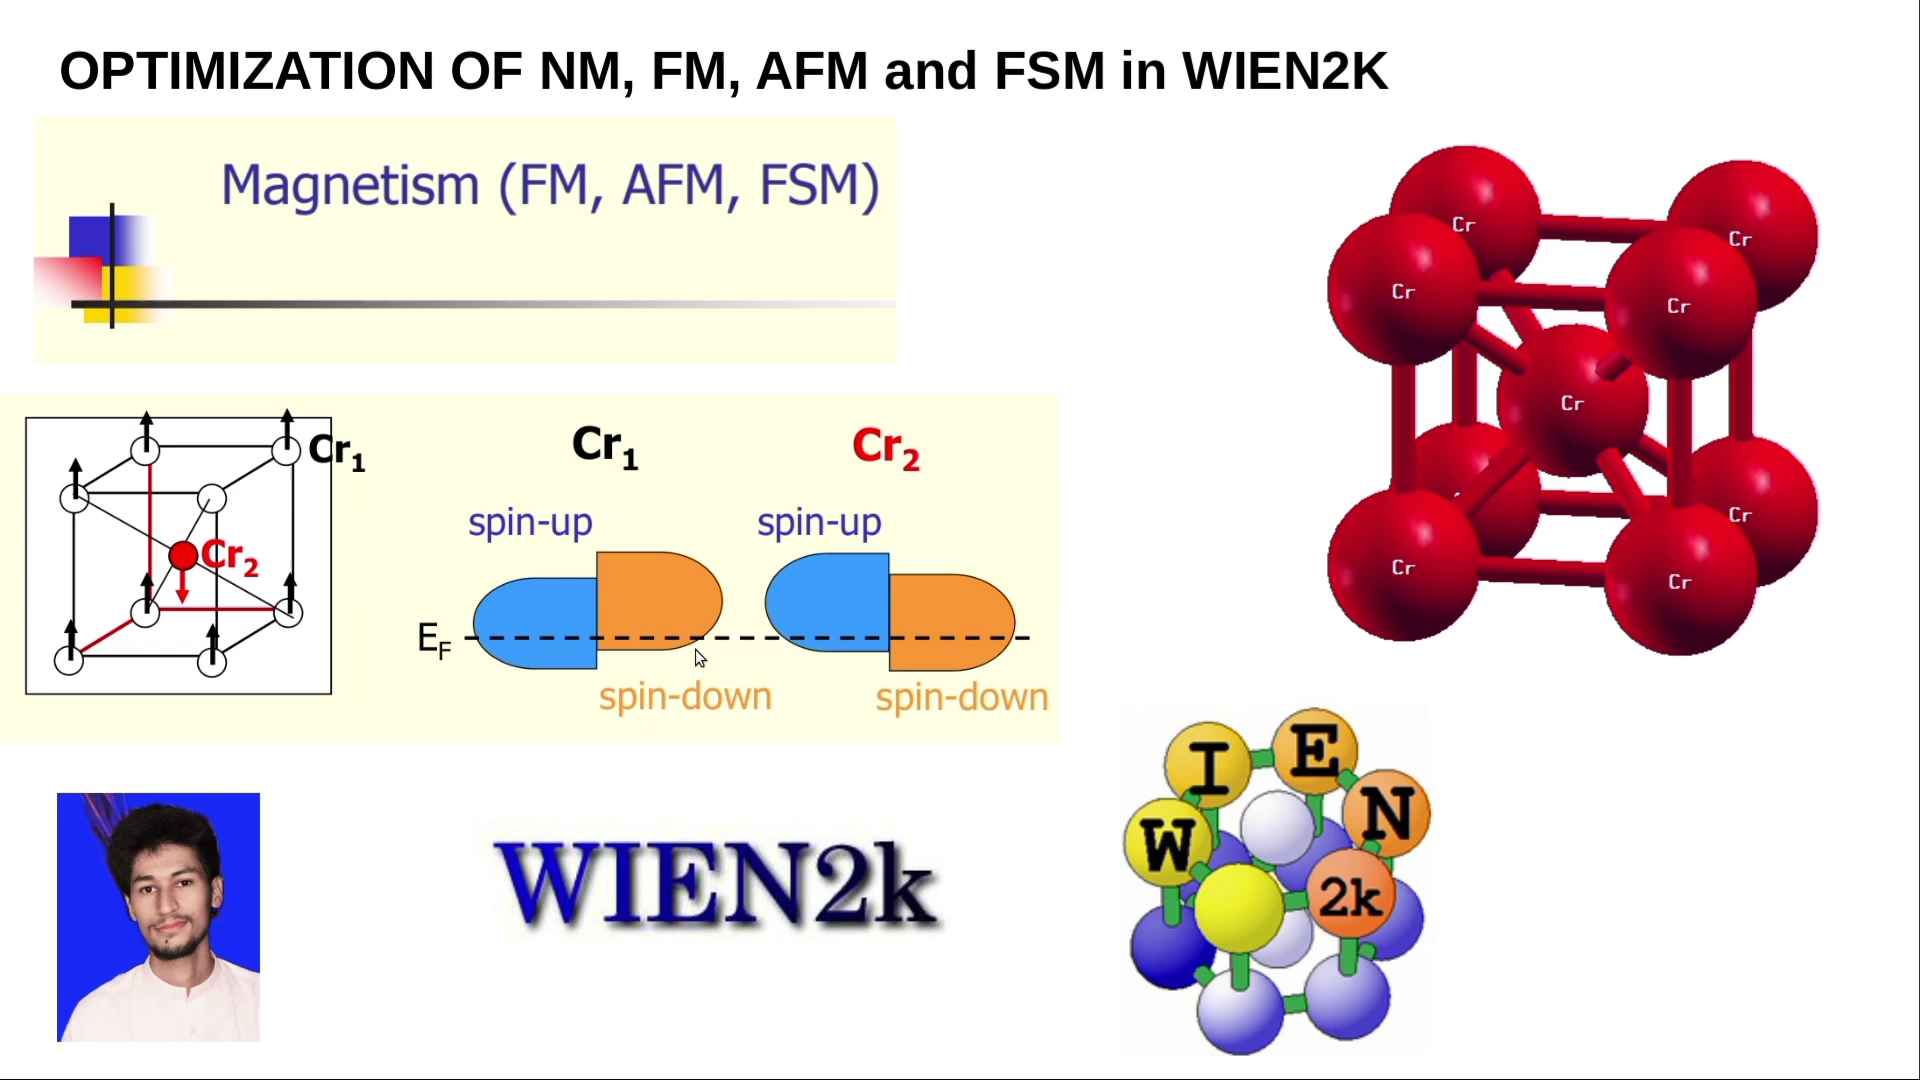 OPTIMIZATION OF NM, FM, AFM and FSM in WIEN2K
Magnetism (FM, AFM, FSM)
Cr
Cr
Cr
Cr
Cr
Cr
Cr
Cr
Cr₁
Cr₂
Cr₁
Cr₂
spin-up
spin-up
E_F
spin-down
spin-down
WIEN2k
W I E N 2k